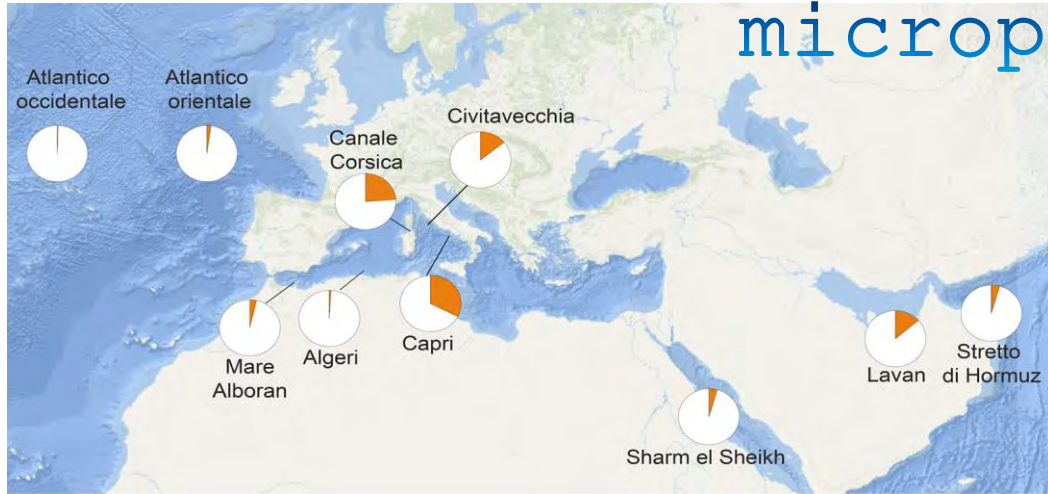 microp
Atlantico
occidentale
Atlantico
orientale
Canale
Corsica
Civitavecchia
Mare
Alboran
Algeri
Capri
Sharm el Sheikh
Lavan
Stretto
di Hormuz